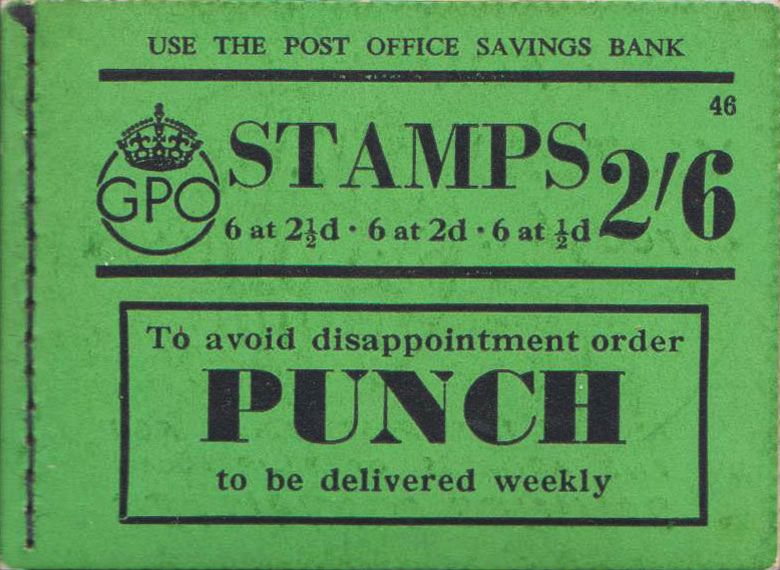 USE THE POST OFFICE SAVINGS BANK
46
GPO
STAMPS 2/6
6 at 2½d · 6 at 2d · 6 at ½d
To avoid disappointment order
PUNCH
to be delivered weekly